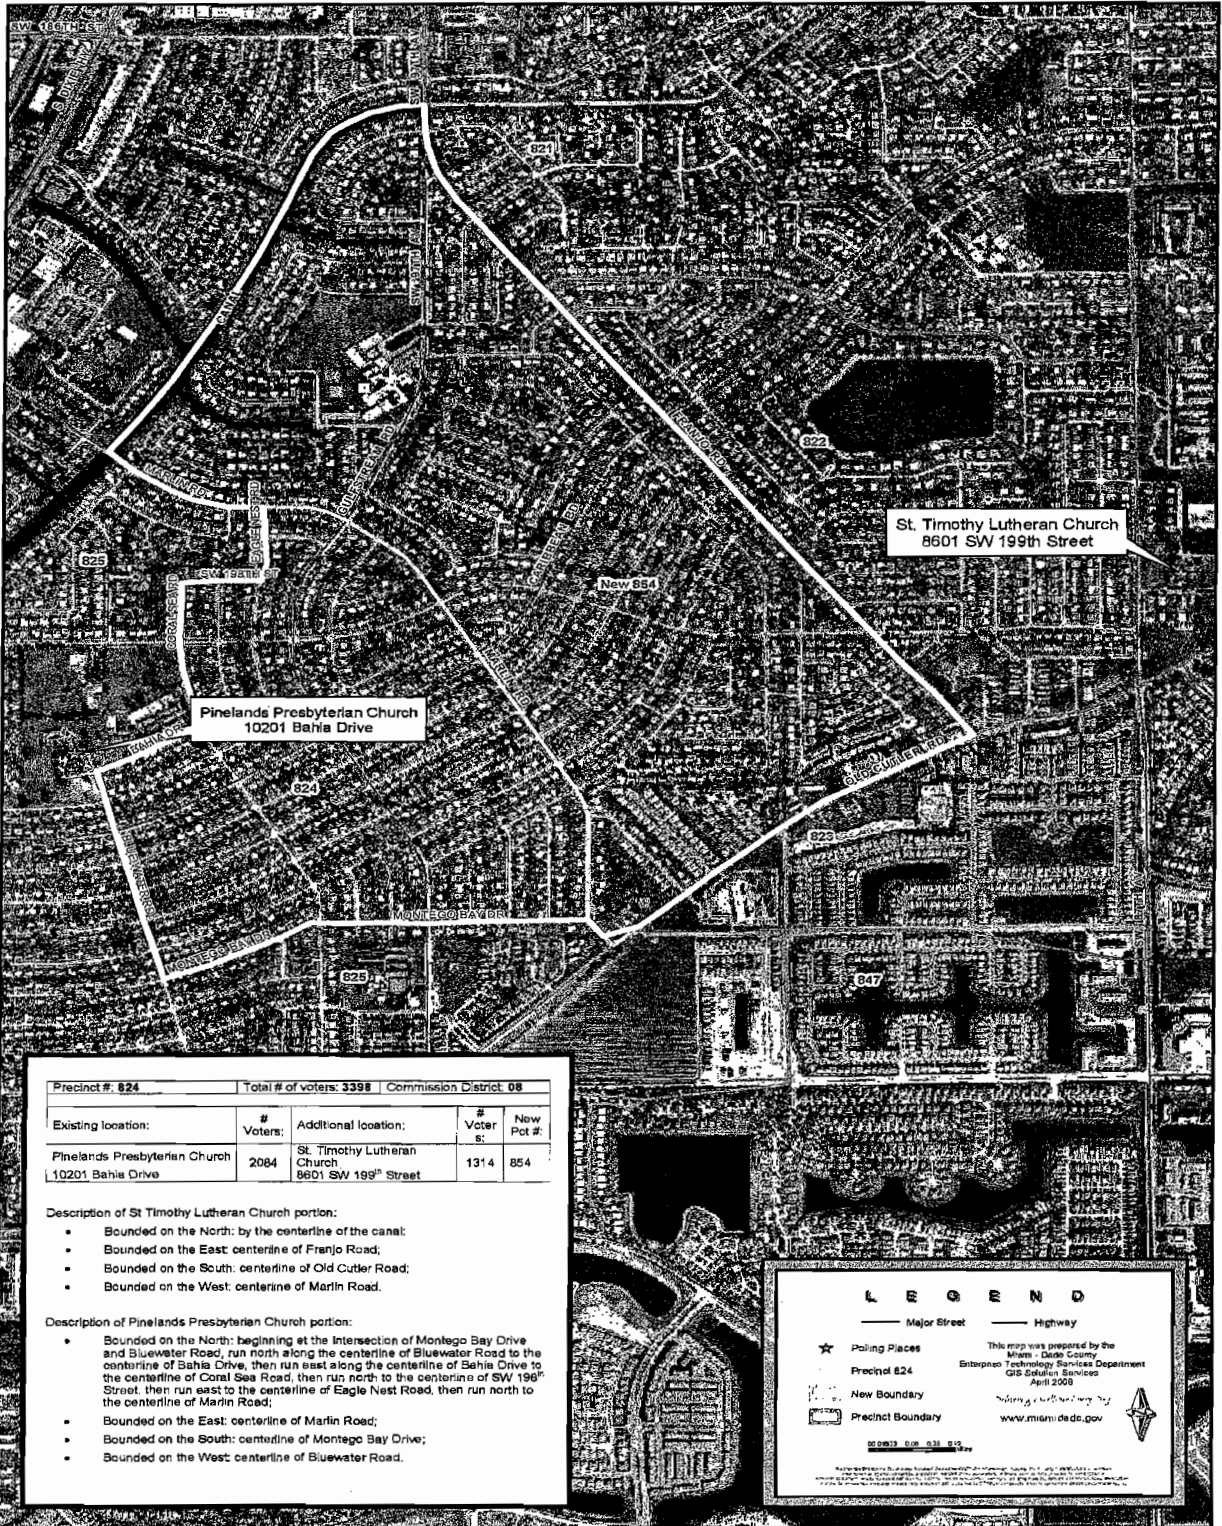 SW 186TH ST
S DIXIE HW
821
CANAL
FRANJO RD
822
MARLIN RD
GULFSTREAM RD
EAGLE NEST RD
CARIBBEAN BD
St. Timothy Lutheran Church
8601 SW 199th Street
825
SW 198TH ST
New 854
CORAL SEA RD
MARLIN RD
Pinelands Presbyterian Church
10201 Bahia Drive
BAHIA DR
OLD CUTLER RD
824
823
BLUEWATER RD
MONTEGO BAY DR
MONTEGO BAY DR
825
847
Precinct #: 824 Total # of voters: 3398 Commission District: 08
Existing location: # Voters: Additional location: # Voter s: New Pct #:
Pinelands Presbyterian Church
10201 Bahia Drive
2084
St. Timothy Lutheran
Church
8601 SW 199th Street
1314 854
Description of St Timothy Lutheran Church portion:
• Bounded on the North: by the centerline of the canal;
• Bounded on the East: centerline of Franjo Road;
• Bounded on the South: centerline of Old Cutler Road;
• Bounded on the West: centerline of Marlin Road.
Description of Pinelands Presbyterian Church portion:
• Bounded on the North: beginning at the intersection of Montego Bay Drive
and Bluewater Road, run north along the centerline of Bluewater Road to the
centerline of Bahia Drive, then run east along the centerline of Bahia Drive to
the centerline of Coral Sea Road, then run north to the centerline of SW 198th
Street, then run east to the centerline of Eagle Nest Road, then run north to
the centerline of Marlin Road;
• Bounded on the East: centerline of Marlin Road;
• Bounded on the South: centerline of Montego Bay Drive;
• Bounded on the West: centerline of Bluewater Road.
L E G E N D
Major Street Highway
Polling Places
Precinct 824
New Boundary
Precinct Boundary
This map was prepared by the
Miami - Dade County
Enterprise Technology Services Department
GIS Solution Services
April 2008
www.miamidade.gov